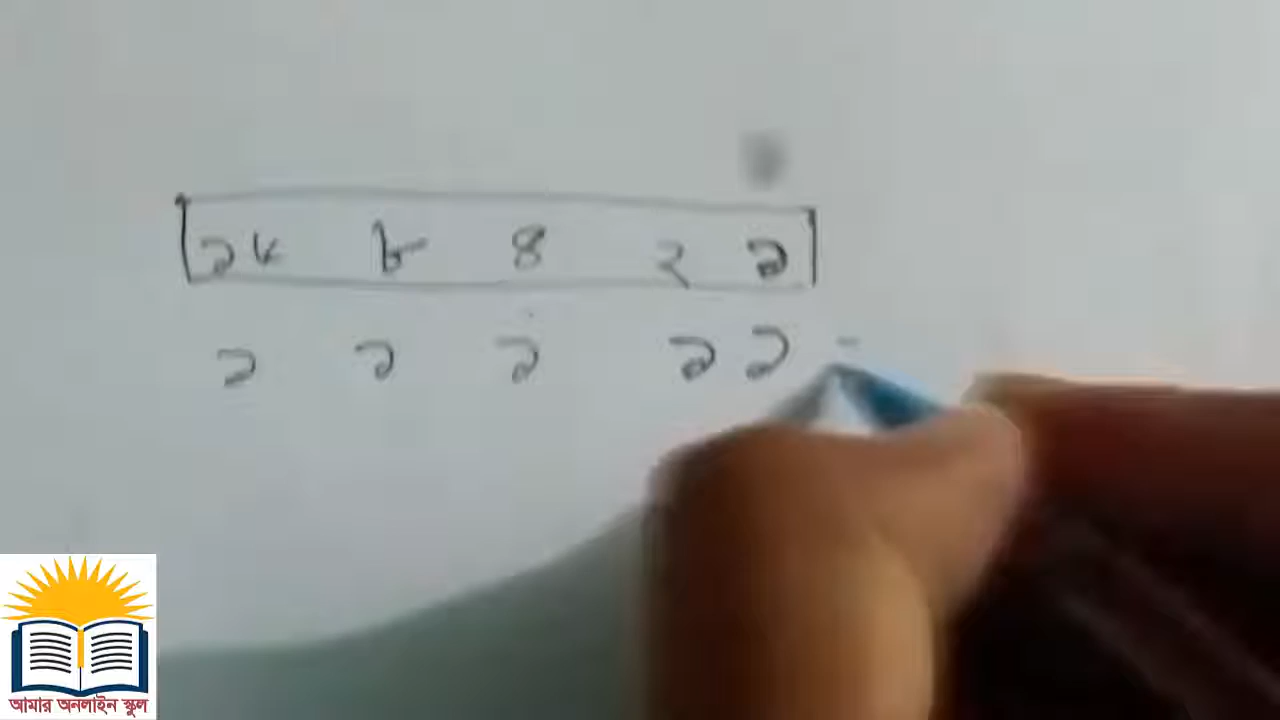 ১৬ ৮ ৪ ২ ১
১ ১ ১ ১ ১ =
আমার অনলাইন স্কুল